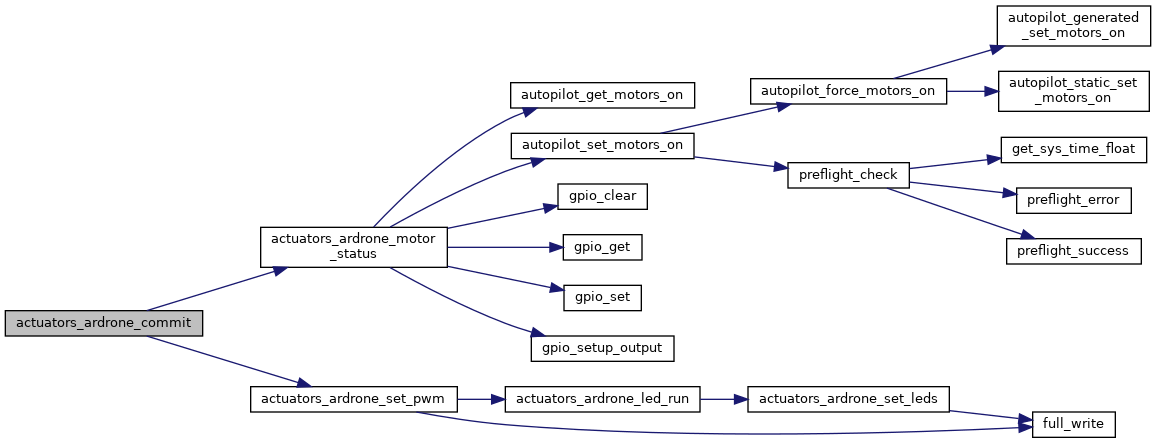 actuators_ardrone_commit
actuators_ardrone_motor
_status
autopilot_get_motors_on
autopilot_set_motors_on
autopilot_force_motors_on
autopilot_generated
_set_motors_on
autopilot_static_set
_motors_on
preflight_check
get_sys_time_float
preflight_error
preflight_success
gpio_clear
gpio_get
gpio_set
gpio_setup_output
actuators_ardrone_set_pwm
actuators_ardrone_led_run
actuators_ardrone_set_leds
full_write